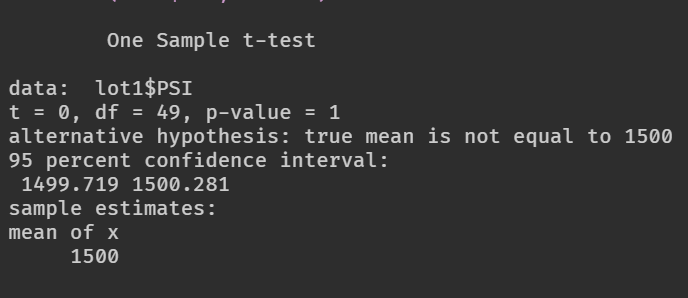 One Sample t-test
data:  lot1$PSI
t = 0, df = 49, p-value = 1
alternative hypothesis: true mean is not equal to 1500
95 percent confidence interval:
1499.719 1500.281
sample estimates:
mean of x
1500